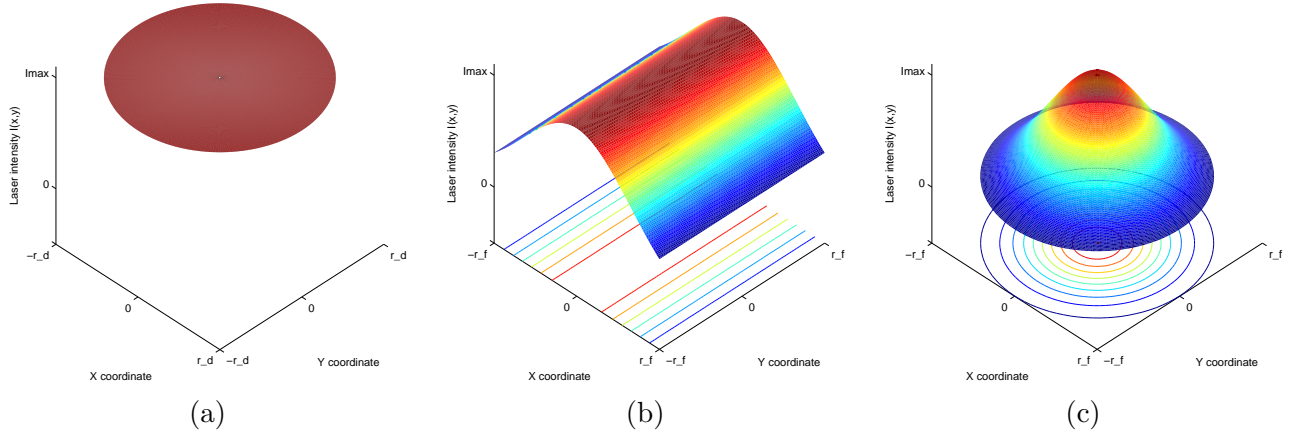 Imax
0
Laser intensity I(x,y)
−r_d
0
r_d
X coordinate
−r_d
0
r_d
Y coordinate
(a)
Imax
0
Laser intensity I(x,y)
−r_f
0
r_f
X coordinate
−r_f
0
r_f
Y coordinate
(b)
Imax
0
Laser intensity I(x,y)
−r_f
0
r_f
X coordinate
−r_f
0
r_f
Y coordinate
(c)